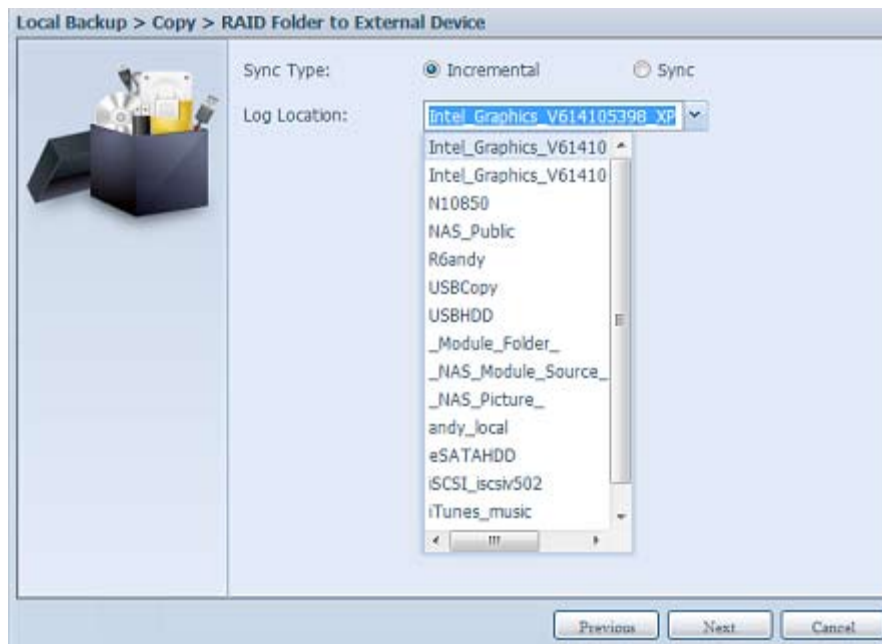 Local Backup > Copy > RAID Folder to External Device
Sync Type: Incremental Sync
Log Location: Intel_Graphics_V614105398_XP
Intel_Graphics_V61410
Intel_Graphics_V61410
N10850
NAS_Public
R6andy
USBCopy
USBHDD
_Module_Folder_
_NAS_Module_Source_
_NAS_Picture_
andy_local
eSATAHDD
iSCSI_iscsiv502
iTunes_music
Previous Next Cancel